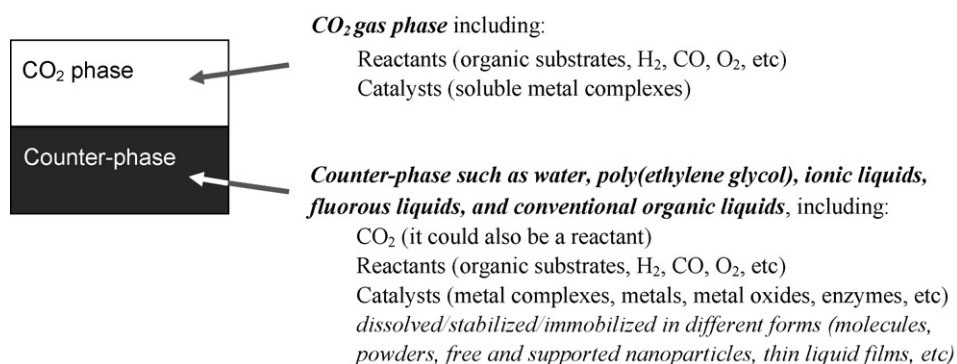 CO₂ gas phase including:
Reactants (organic substrates, H₂, CO, O₂, etc)
Catalysts (soluble metal complexes)
CO₂ phase
Counter-phase
Counter-phase such as water, poly(ethylene glycol), ionic liquids,
fluorous liquids, and conventional organic liquids, including:
CO₂ (it could also be a reactant)
Reactants (organic substrates, H₂, CO, O₂, etc)
Catalysts (metal complexes, metals, metal oxides, enzymes, etc)
dissolved/stabilized/immobilized in different forms (molecules,
powders, free and supported nanoparticles, thin liquid films, etc)